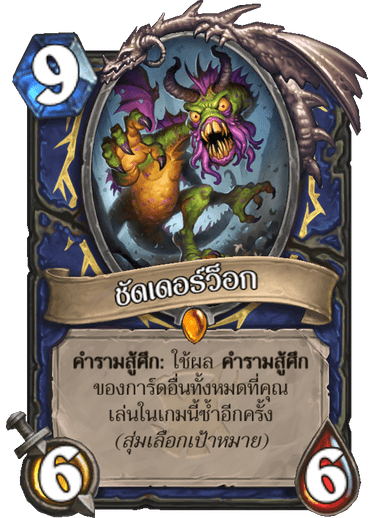 9
ชัดเดอร์ว็อก
คำรามสู้ศึก: ใช้ผล คำรามสู้ศึก
ของการ์ดอื่นทั้งหมดที่คุณ
เล่นในเกมนี้ซ้ำอีกครั้ง
(สุ่มเลือกเป้าหมาย)
6
6